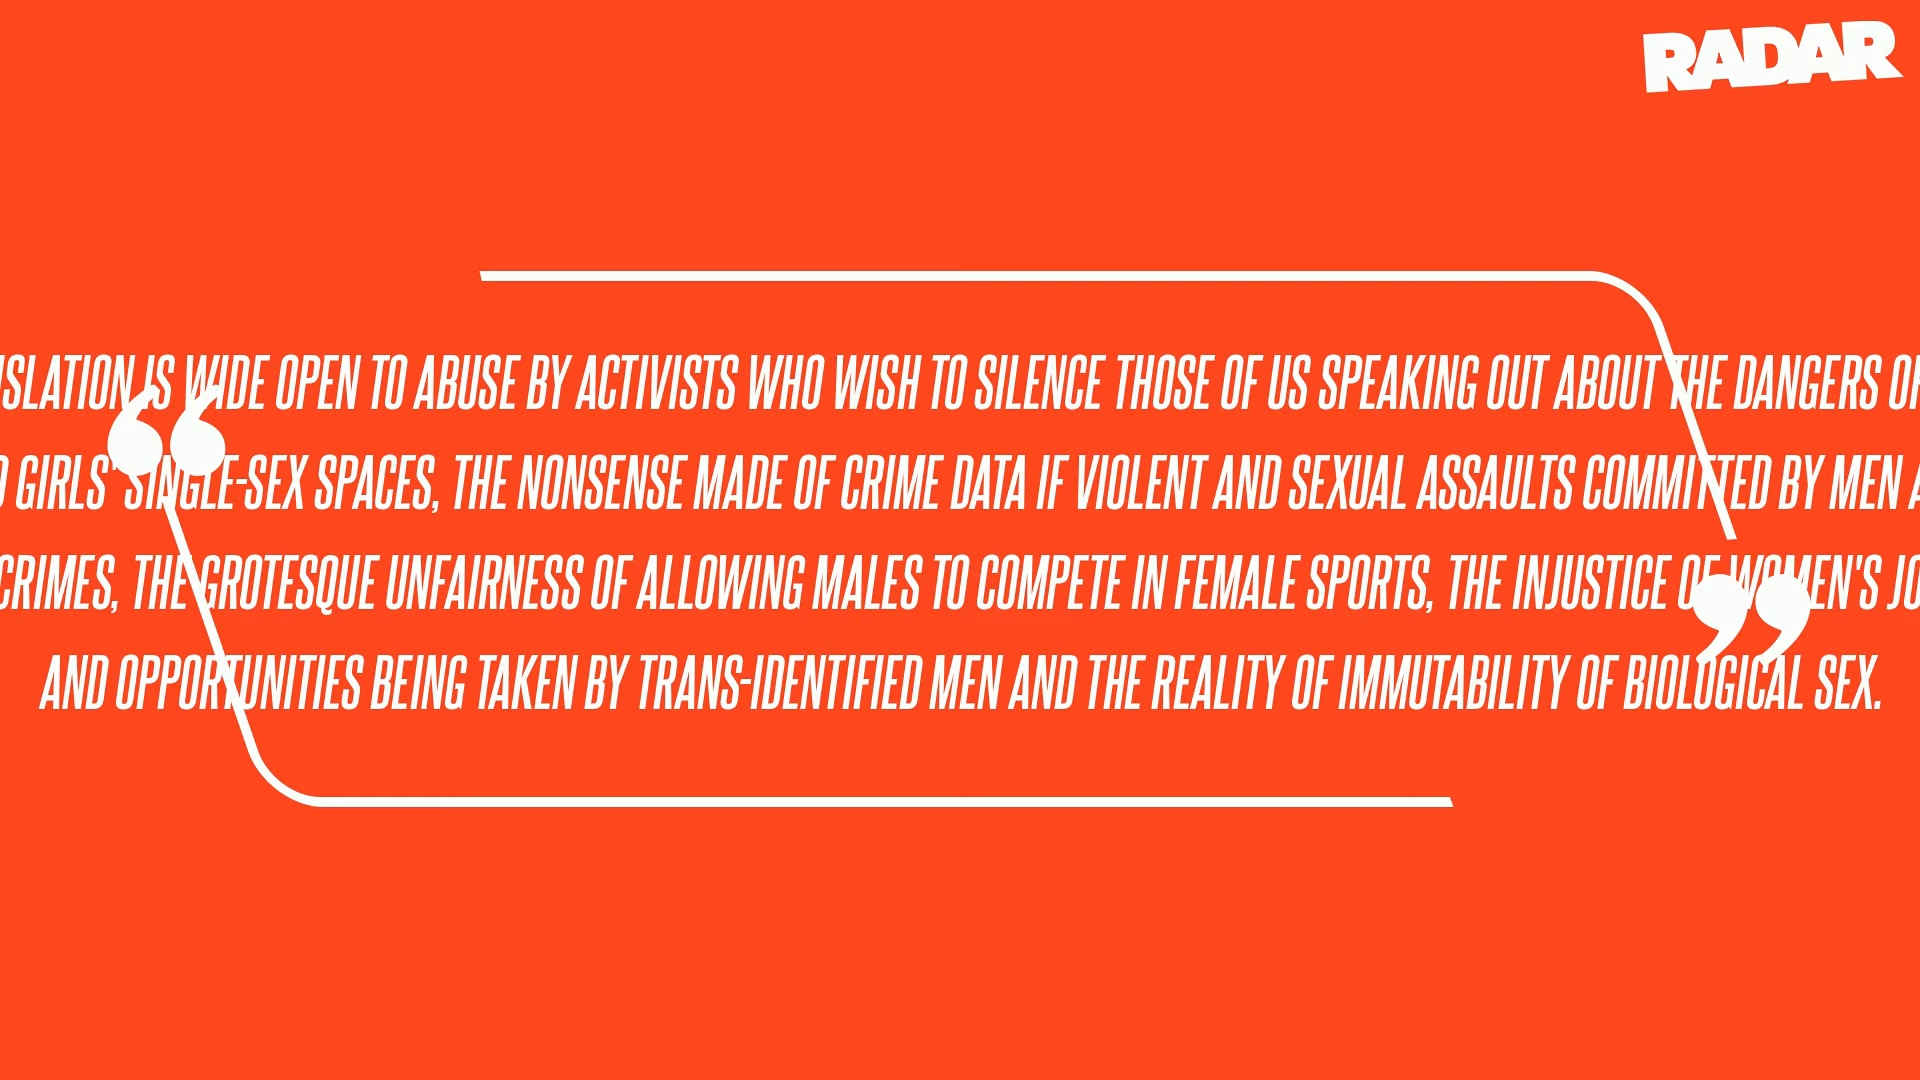 RADAR
ISLATION IS WIDE OPEN TO ABUSE BY ACTIVISTS WHO WISH TO SILENCE THOSE OF US SPEAKING OUT ABOUT THE DANGERS OF
GIRLS' SINGLE-SEX SPACES, THE NONSENSE MADE OF CRIME DATA IF VIOLENT AND SEXUAL ASSAULTS COMMITTED BY MEN
CRIMES, THE GROTESQUE UNFAIRNESS OF ALLOWING MALES TO COMPETE IN FEMALE SPORTS, THE INJUSTICE OF WOMEN'S JO
AND OPPORTUNITIES BEING TAKEN BY TRANS-IDENTIFIED MEN AND THE REALITY OF IMMUTABILITY OF BIOLOGICAL SEX.